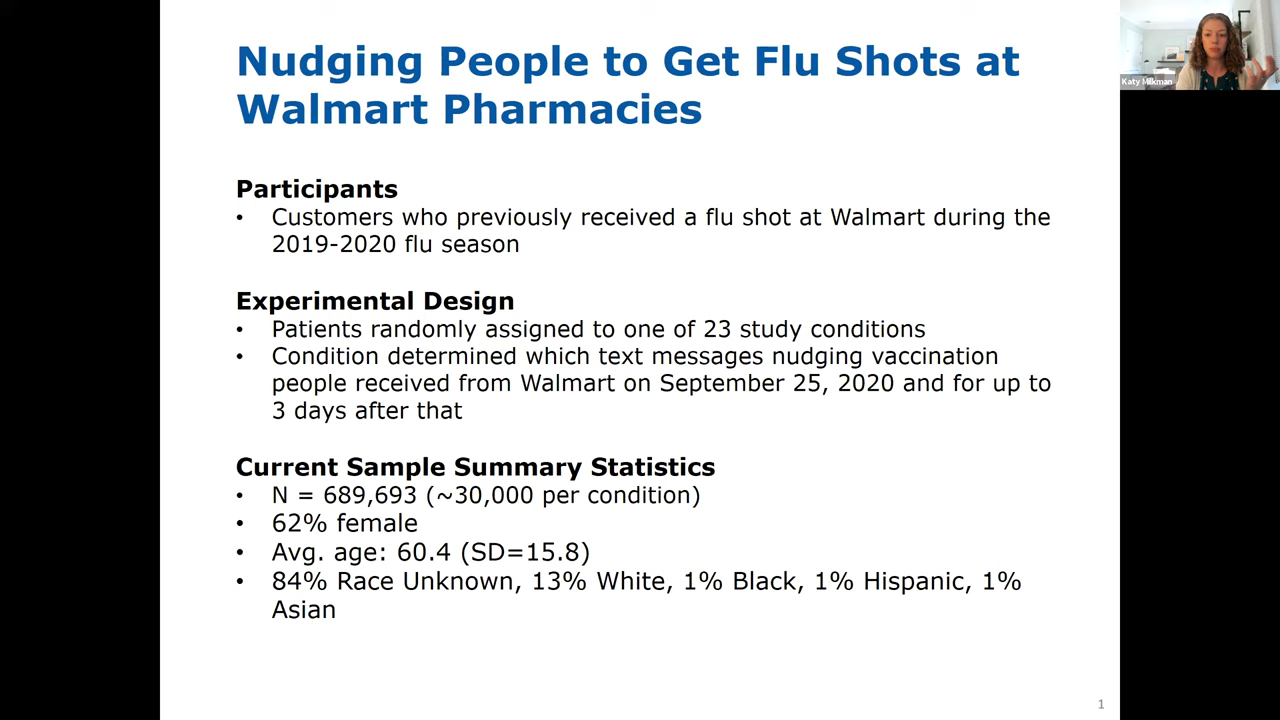 Nudging People to Get Flu Shots at
Walmart Pharmacies
Katy Milkman
Participants
• Customers who previously received a flu shot at Walmart during the
2019-2020 flu season
Experimental Design
• Patients randomly assigned to one of 23 study conditions
• Condition determined which text messages nudging vaccination
people received from Walmart on September 25, 2020 and for up to
3 days after that
Current Sample Summary Statistics
• N = 689,693 (~30,000 per condition)
• 62% female
• Avg. age: 60.4 (SD=15.8)
• 84% Race Unknown, 13% White, 1% Black, 1% Hispanic, 1%
Asian
1